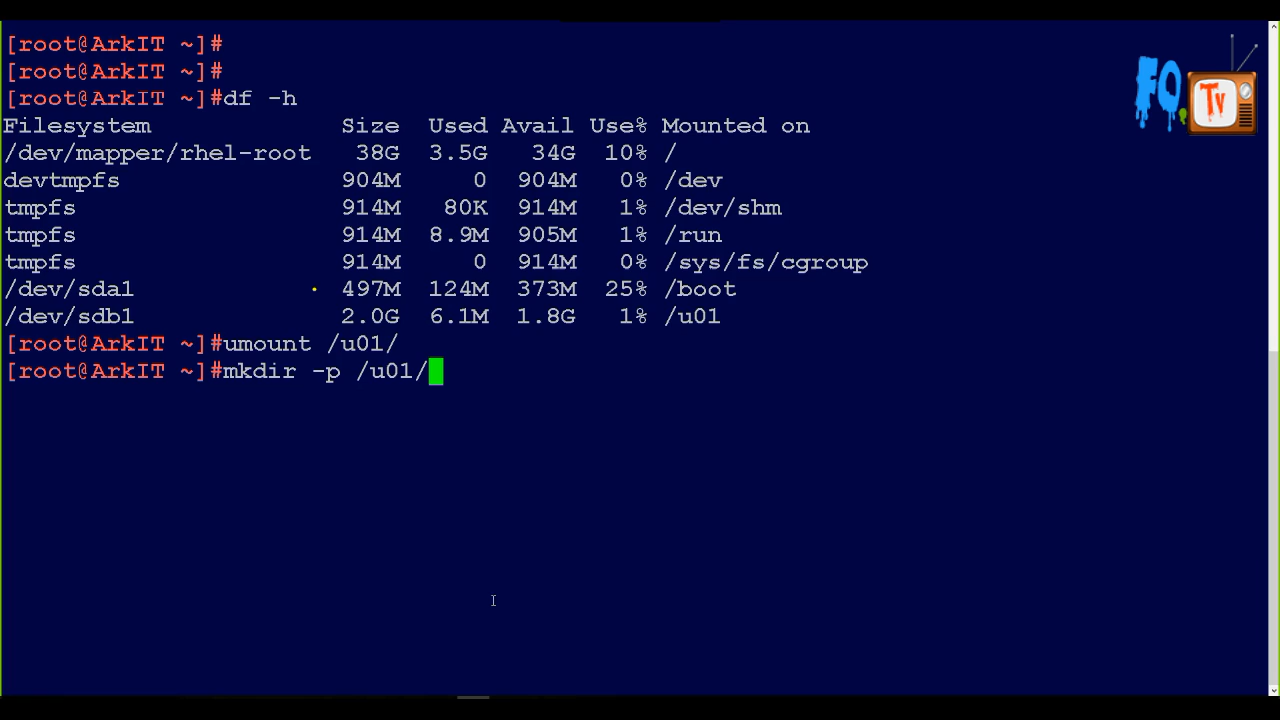 [root@ArkIT ~]#
[root@ArkIT ~]#
[root@ArkIT ~]#df -h
Filesystem Size Used Avail Use% Mounted on
/dev/mapper/rhel-root 38G 3.5G 34G 10% /
devtmpfs 904M 0 904M 0% /dev
tmpfs 914M 80K 914M 1% /dev/shm
tmpfs 914M 8.9M 905M 1% /run
tmpfs 914M 0 914M 0% /sys/fs/cgroup
/dev/sda1 497M 124M 373M 25% /boot
/dev/sdb1 2.0G 6.1M 1.8G 1% /u01
[root@ArkIT ~]#umount /u01/
[root@ArkIT ~]#mkdir -p /u01/
FQ. Tv